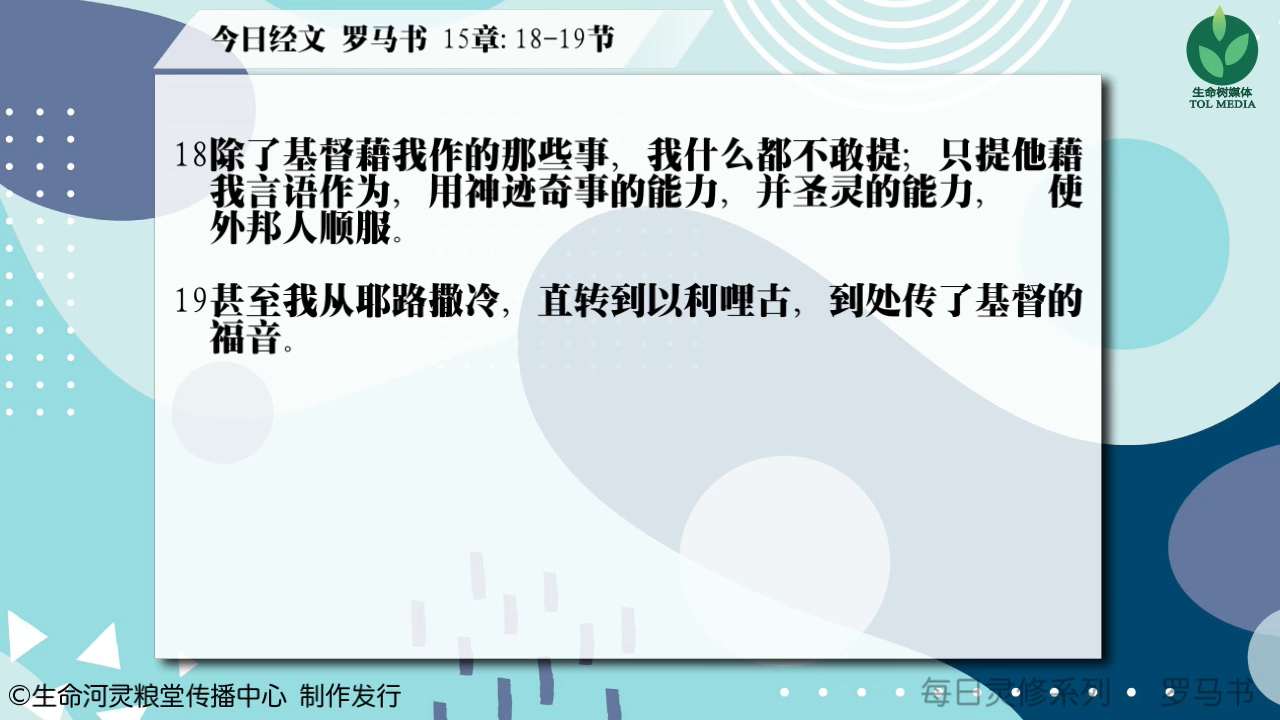 今日经文 罗马书 15章: 18-19节
生命树媒体
TOL MEDIA
18除了基督藉我作的那些事，我什么都不敢提；只提他藉
我言语作为，用神迹奇事的能力，并圣灵的能力， 使
外邦人顺服。
19甚至我从耶路撒冷，直转到以利哩古，到处传了基督的
福音。
©生命河灵粮堂传播中心 制作发行
每日灵修系列 罗马书